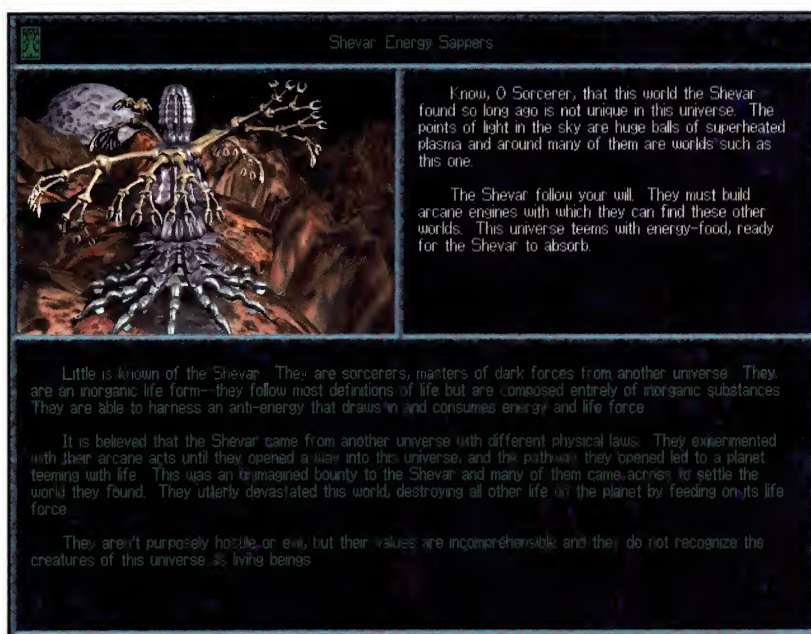 Shevar Energy Sappers
Know, O Sorcerer, that this world the Shevar
found so long ago is not unique in this universe. The
points of light in the sky are huge balls of superheated
plasma and around many of them are worlds such as
this one.
The Shevar follow your will. They must build
arcane engines with which they can find these other
worlds. This universe teems with energy-food, ready
for the Shevar to absorb.
Little is known of the Shevar They are sorcerers, masters of dark forces from another universe They
are an inorganic life form--they follow most definitions of life but are composed entirely of inorganic substances
They are able to harness an anti-energy that draws in and consumes energy and life force
It is believed that the Shevar came from another universe with different physical laws They experimented
with their arcane arts until they opened a way into this universe, and the pathway they opened led to a planet
teeming with life This was an unimagined bounty to the Shevar and many of them came across to settle the
world they found. They utterly devastated this world, destroying all other life on the planet by feeding on its life
force
They aren't purposely hostile or evil, but their values are incomprehensible and they do not recognize the
creatures of this universe as living beings